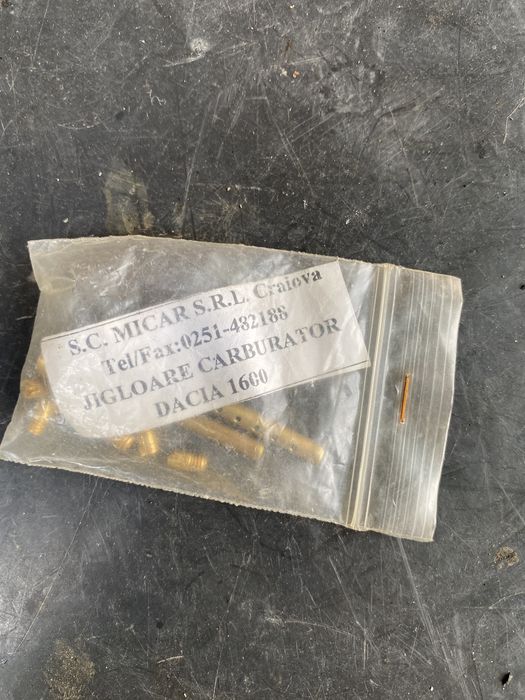 S.C. MICAR S.R.L. Craiova
Tel/Fax:0251-482188
JIGLOARE CARBURATOR
DACIA 1600